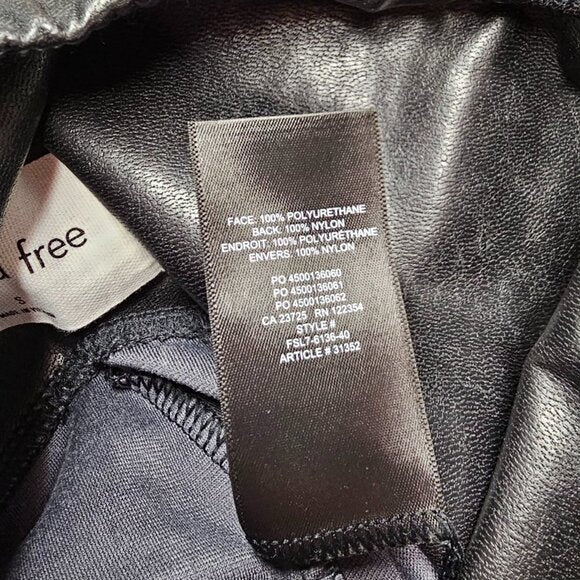 free
S
FACE: 100% POLYURETHANE
BACK: 100% NYLON
ENDROIT: 100% POLYURETHANE
ENVERS: 100% NYLON
PO 4500136060
PO 4500136061
PO 4500136062
CA 23725 RN 122354
STYLE #
FSL7-6136-40
ARTICLE # 31352